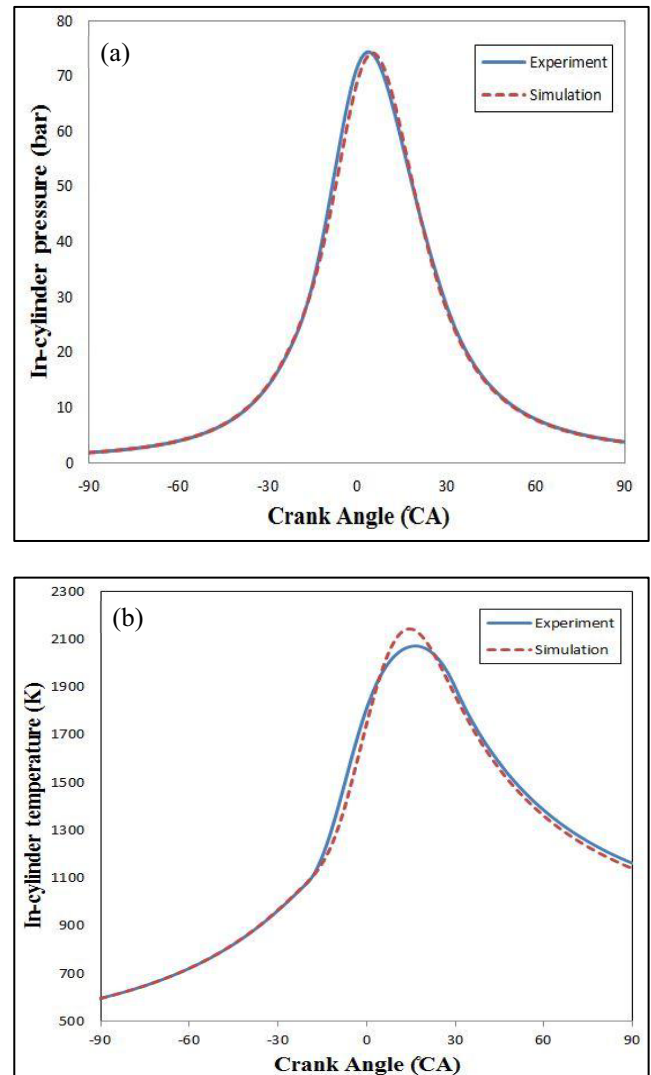 (a)
Experiment
Simulation
In-cylinder pressure (bar)
80
70
60
50
40
30
20
10
0
-90 -60 -30 0 30 60 90
Crank Angle (̊CA)
(b)
Experiment
Simulation
In-cylinder temperature (K)
2300
2100
1900
1700
1500
1300
1100
900
700
500
-90 -60 -30 0 30 60 90
Crank Angle (̊CA)